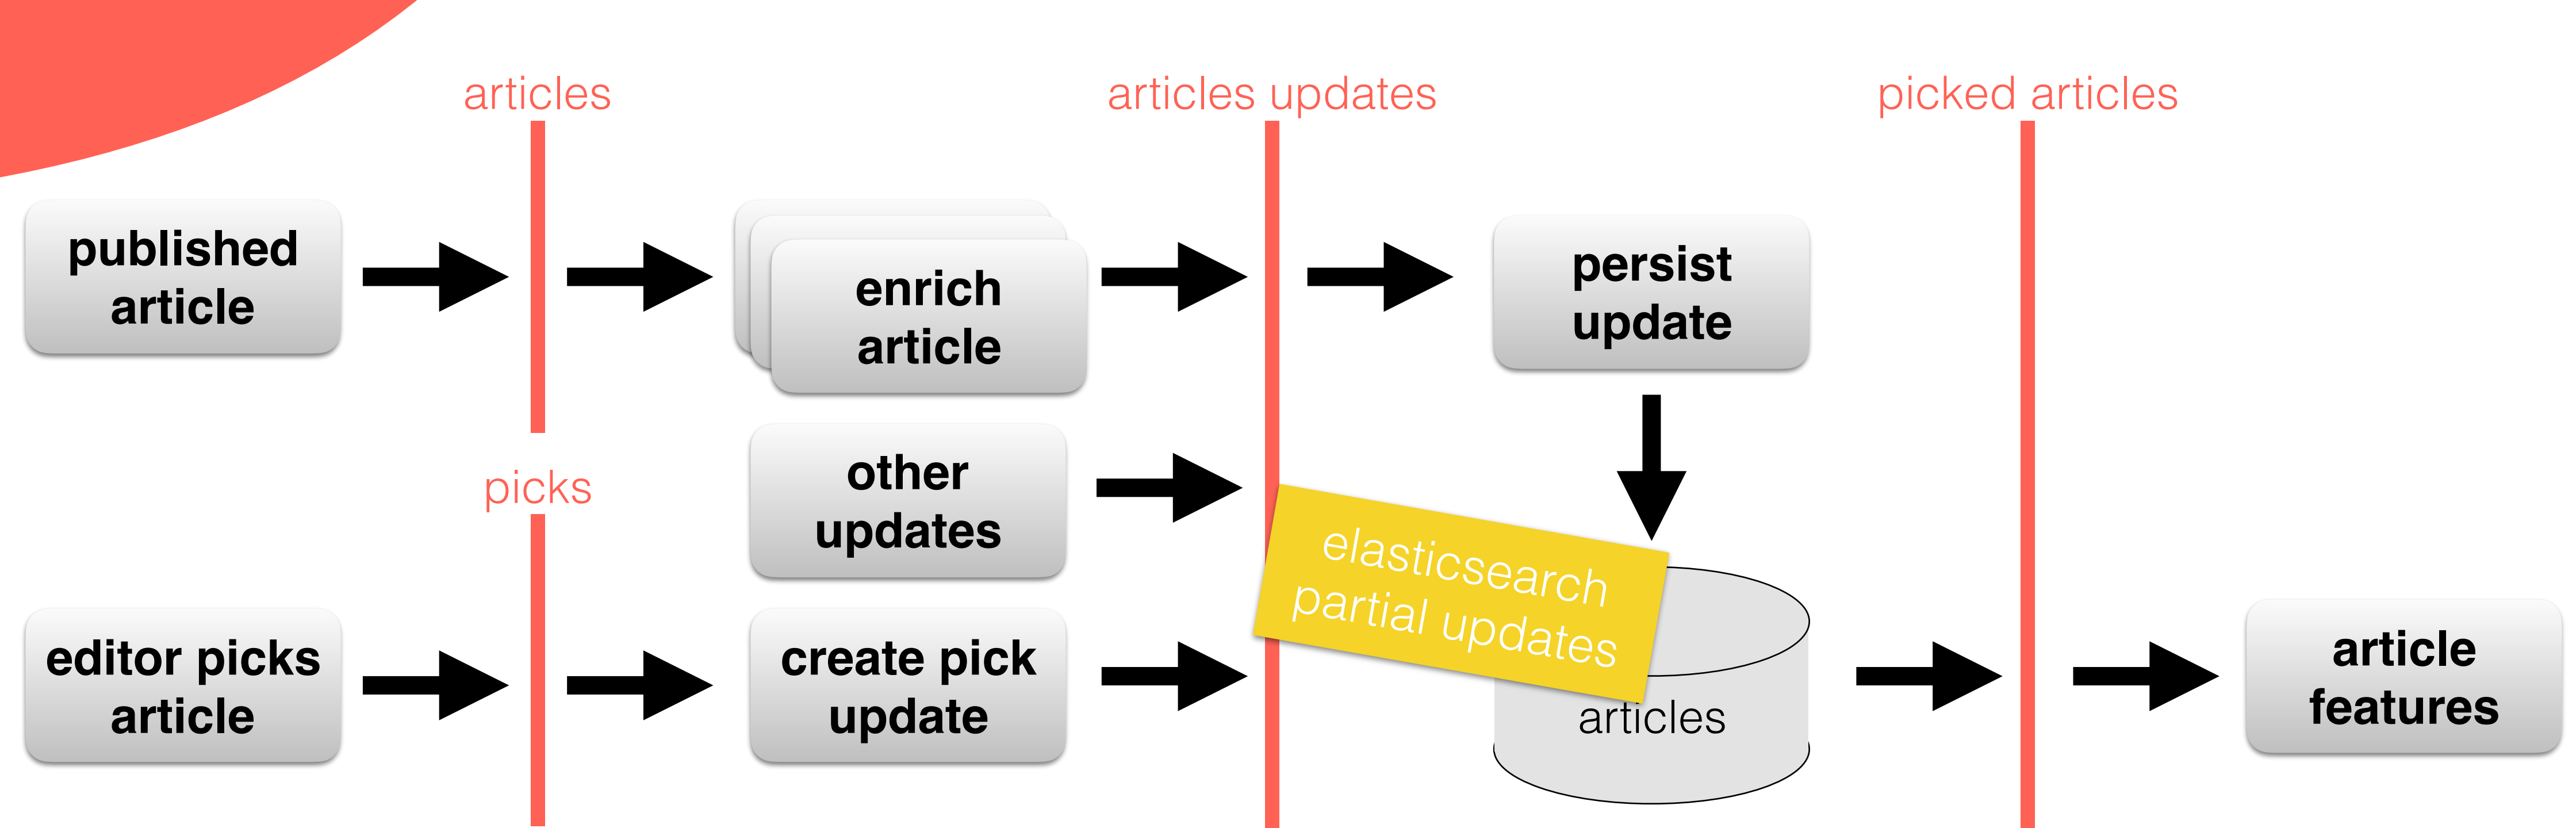 articles
articles updates
picked articles
published
article
enrich
article
persist
update
picks
other
updates
elasticsearch
partial updates
editor picks
article
create pick
update
articles
article
features